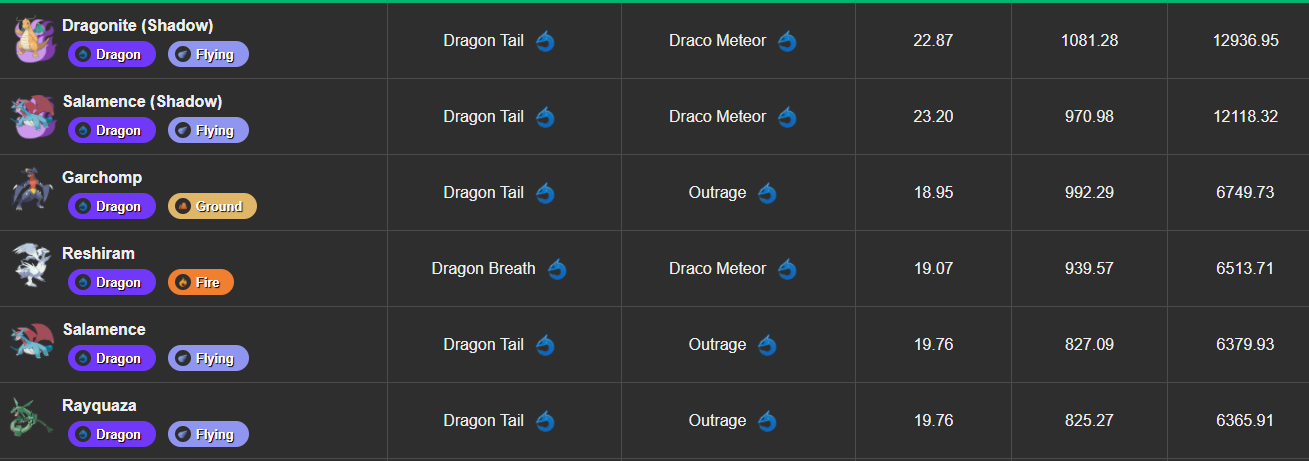 Dragonite (Shadow)
Dragon Flying Dragon Tail Draco Meteor 22.87 1081.28 12936.95
Salamence (Shadow)
Dragon Flying Dragon Tail Draco Meteor 23.20 970.98 12118.32
Garchomp
Dragon Ground Dragon Tail Outrage 18.95 992.29 6749.73
Reshiram
Dragon Fire Dragon Breath Draco Meteor 19.07 939.57 6513.71
Salamence
Dragon Flying Dragon Tail Outrage 19.76 827.09 6379.93
Rayquaza
Dragon Flying Dragon Tail Outrage 19.76 825.27 6365.91